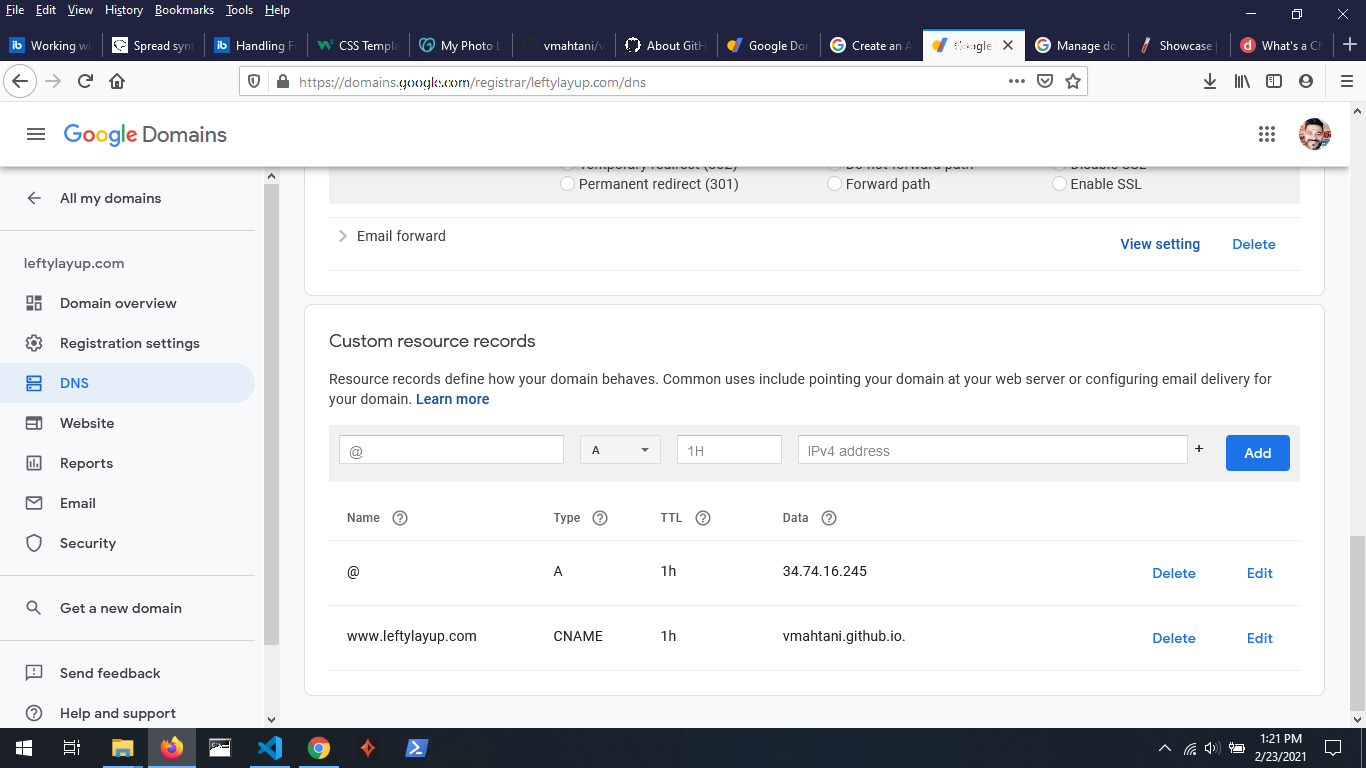 File Edit View History Bookmarks Tools Help
Working wi Spread syn Handling F CSS Templa My Photo L vmahtani/v About GitH Google Dom Create an A Google Manage do Showcase What's a CN
https://domains.google.com/registrar/leftylayup.com/dns
Google Domains
All my domains
leftylayup.com
Domain overview
Registration settings
DNS
Website
Reports
Email
Security
Get a new domain
Send feedback
Help and support
Temporary redirect (302) Do not forward path Disable SSL
Permanent redirect (301) Forward path Enable SSL
Email forward View setting Delete
Custom resource records
Resource records define how your domain behaves. Common uses include pointing your domain at your web server or configuring email delivery for
your domain. Learn more
@ A 1H IPv4 address + Add
Name Type TTL Data
@ A 1h 34.74.16.245 Delete Edit
www.leftylayup.com CNAME 1h vmahtani.github.io. Delete Edit
1:21 PM
2/23/2021